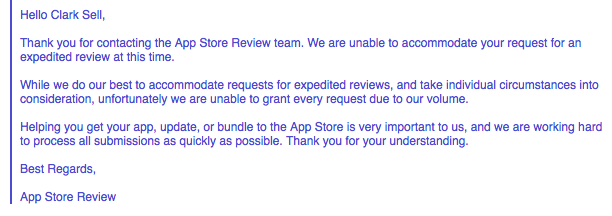 Hello Clark Sell,
Thank you for contacting the App Store Review team. We are unable to accommodate your request for an
expedited review at this time.
While we do our best to accommodate requests for expedited reviews, and take individual circumstances into
consideration, unfortunately we are unable to grant every request due to our volume.
Helping you get your app, update, or bundle to the App Store is very important to us, and we are working hard
to process all submissions as quickly as possible. Thank you for your understanding.
Best Regards,
App Store Review